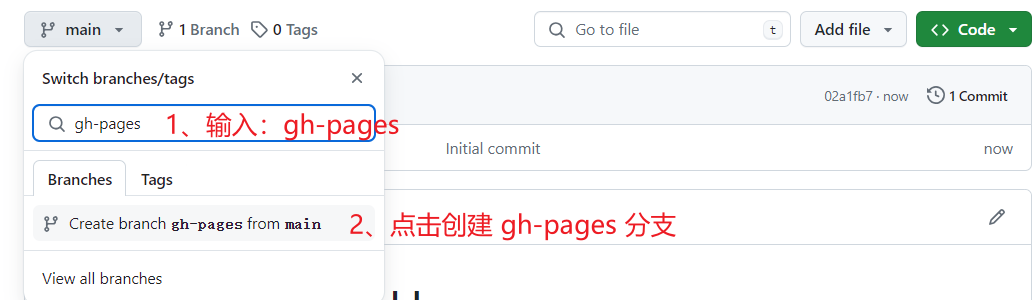 main 1 Branch 0 Tags Go to file t Add file Code
Switch branches/tags
02a1fb7 · now 1 Commit
gh-pages 1、输入：gh-pages
Initial commit now
Branches Tags
Create branch gh-pages from main 2、点击创建 gh-pages 分支
View all branches